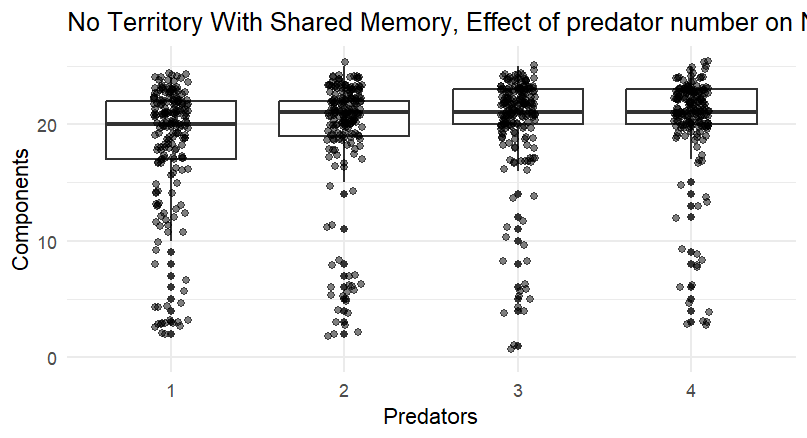 No Territory With Shared Memory, Effect of predator number on N
Components
20
10
0
1 2 3 4
Predators